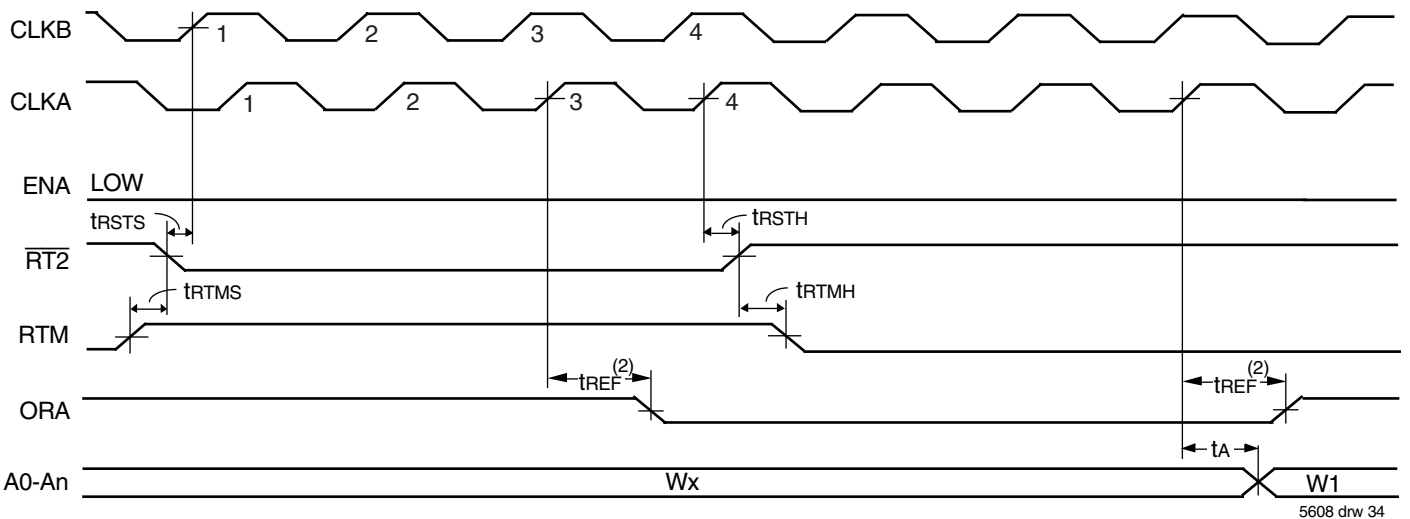 CLKB 1 2 3 4
CLKA 1 2 3 4
ENA LOW
tRSTS tRSTH
RT2
tRTMS tRTMH
RTM
tREF(2) tREF(2)
ORA
tA
A0-An Wx W1
5608 drw 34